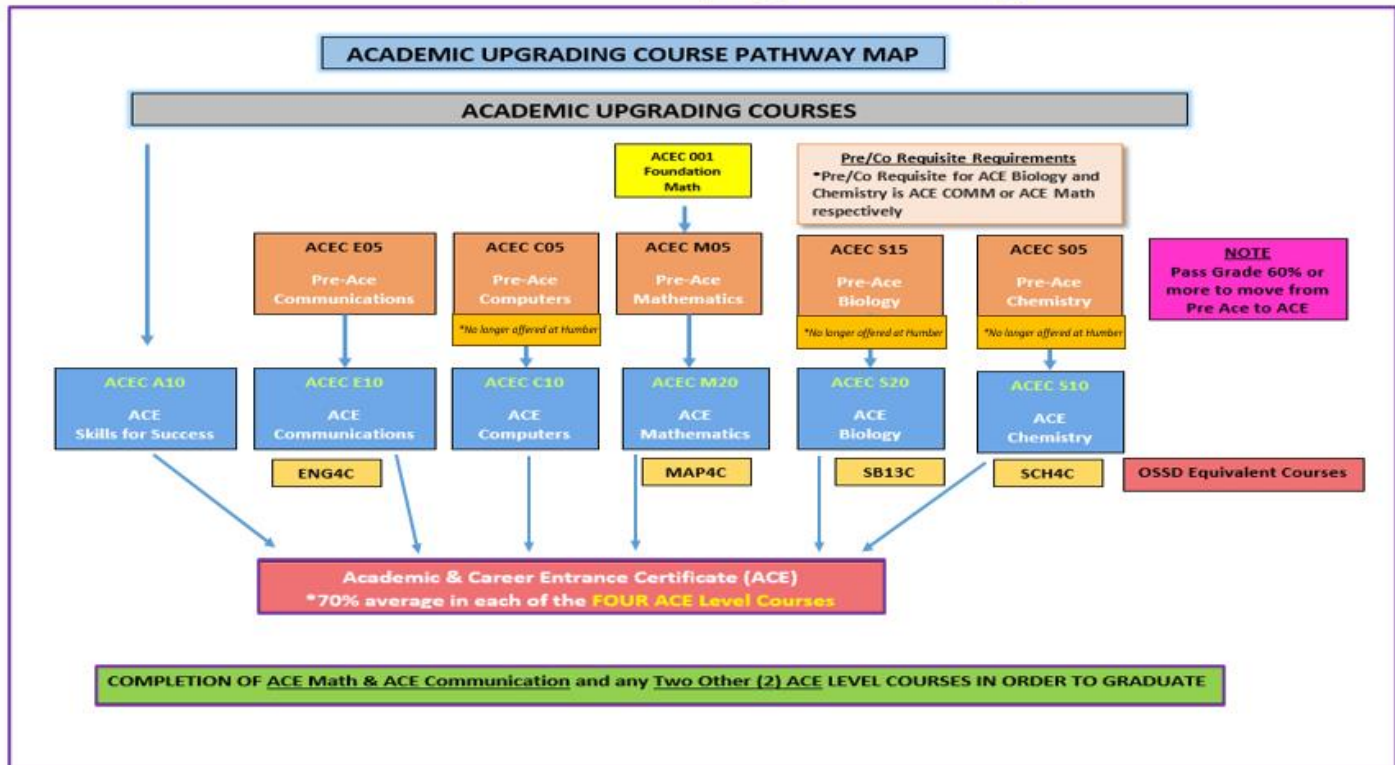 ACADEMIC UPGRADING COURSE PATHWAY MAP
ACADEMIC UPGRADING COURSES
ACEC 001
Foundation
Math
Pre/Co Requisite Requirements
*Pre/Co Requisite for ACE Biology and
Chemistry is ACE COMM or ACE Math
respectively
ACEC E05
Pre-Ace
Communications
ACEC C05
Pre-Ace
Computers
*No longer offered at Humber
ACEC M05
Pre-Ace
Mathematics
ACEC S15
Pre-Ace
Biology
*No longer offered at Humber
ACEC S05
Pre-Ace
Chemistry
*No longer offered at Humber
NOTE
Pass Grade 60% or
more to move from
Pre Ace to ACE
ACEC A10
ACE
Skills for Success
ACEC E10
ACE
Communications
ACEC C10
ACE
Computers
ACEC M20
ACE
Mathematics
ACEC S20
ACE
Biology
ACEC S10
ACE
Chemistry
ENG4C
MAP4C
SB13C
SCH4C
OSSD Equivalent Courses
Academic & Career Entrance Certificate (ACE)
*70% average in each of the FOUR ACE Level Courses
COMPLETION OF ACE Math & ACE Communication and any Two Other (2) ACE LEVEL COURSES IN ORDER TO GRADUATE